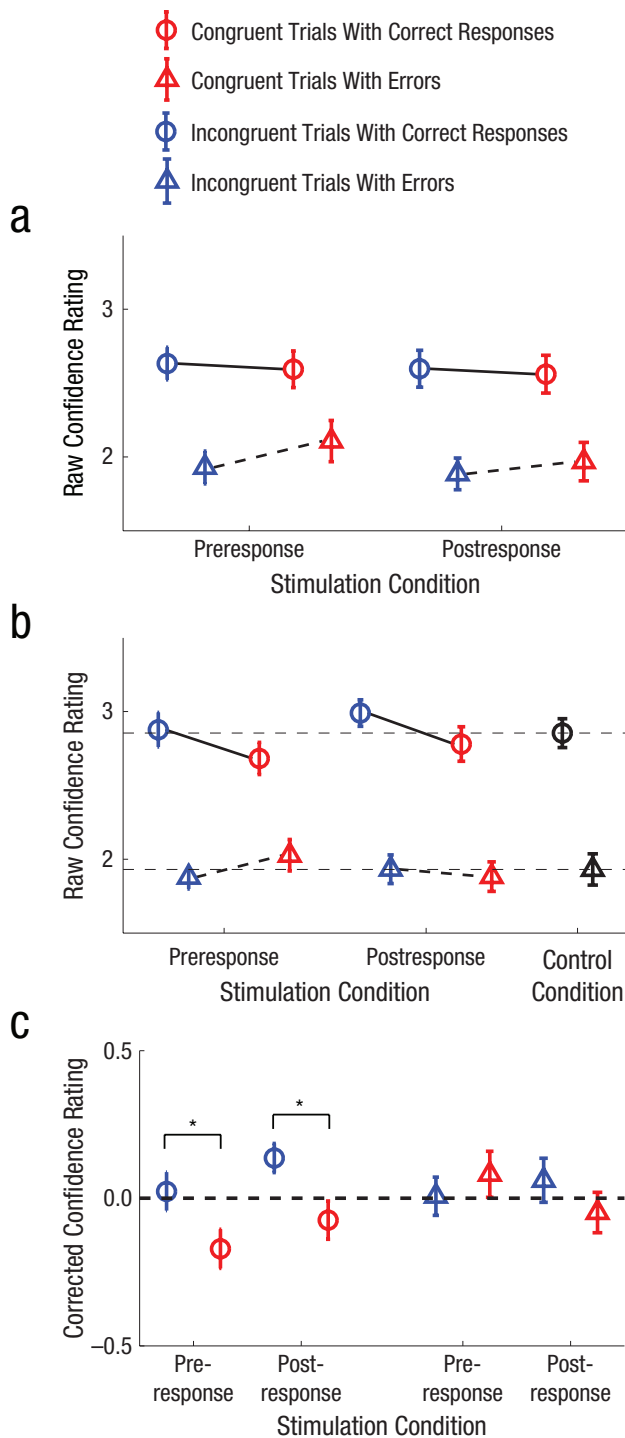 Congruent Trials With Correct Responses
Congruent Trials With Errors
Incongruent Trials With Correct Responses
Incongruent Trials With Errors
a
Raw Confidence Rating
3
2
Preresponse Postresponse
Stimulation Condition
b
Raw Confidence Rating
3
2
Preresponse Postresponse Control
Condition
Stimulation Condition
c
Corrected Confidence Rating
0.5
* *
0.0
–0.5
Pre- Post- Pre- Post-
response response response response
Stimulation Condition